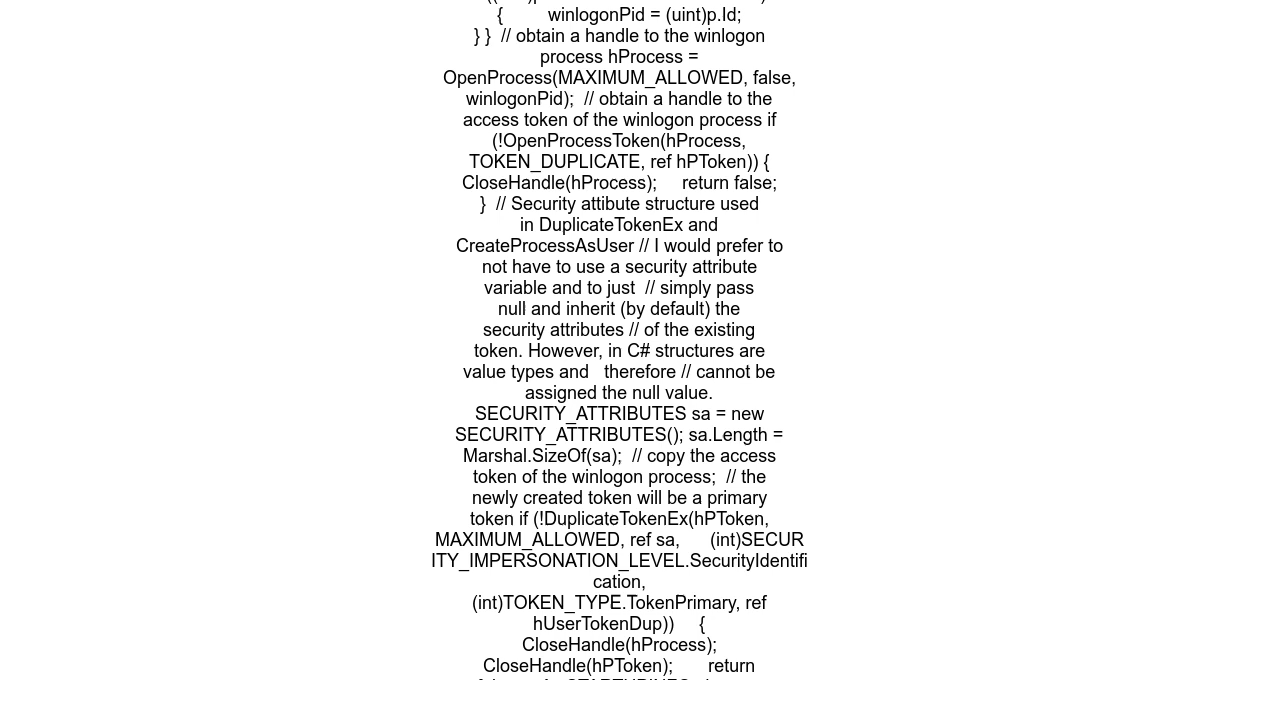 {         winlogonPid = (uint)p.Id;
} }  // obtain a handle to the winlogon
process hProcess =
OpenProcess(MAXIMUM_ALLOWED, false,
winlogonPid);  // obtain a handle to the
access token of the winlogon process if
(!OpenProcessToken(hProcess,
TOKEN_DUPLICATE, ref hPToken)) {
CloseHandle(hProcess);     return false;
}  // Security attibute structure used
in DuplicateTokenEx and
CreateProcessAsUser // I would prefer to
not have to use a security attribute
variable and to just  // simply pass
null and inherit (by default) the
security attributes // of the existing
token. However, in C# structures are
value types and   therefore // cannot be
assigned the null value.
SECURITY_ATTRIBUTES sa = new
SECURITY_ATTRIBUTES(); sa.Length =
Marshal.SizeOf(sa);  // copy the access
token of the winlogon process;  // the
newly created token will be a primary
token if (!DuplicateTokenEx(hPToken,
MAXIMUM_ALLOWED, ref sa,      (int)SECUR
ITY_IMPERSONATION_LEVEL.SecurityIdentifi
cation,
(int)TOKEN_TYPE.TokenPrimary, ref
hUserTokenDup))     {
CloseHandle(hProcess);
CloseHandle(hPToken);       return